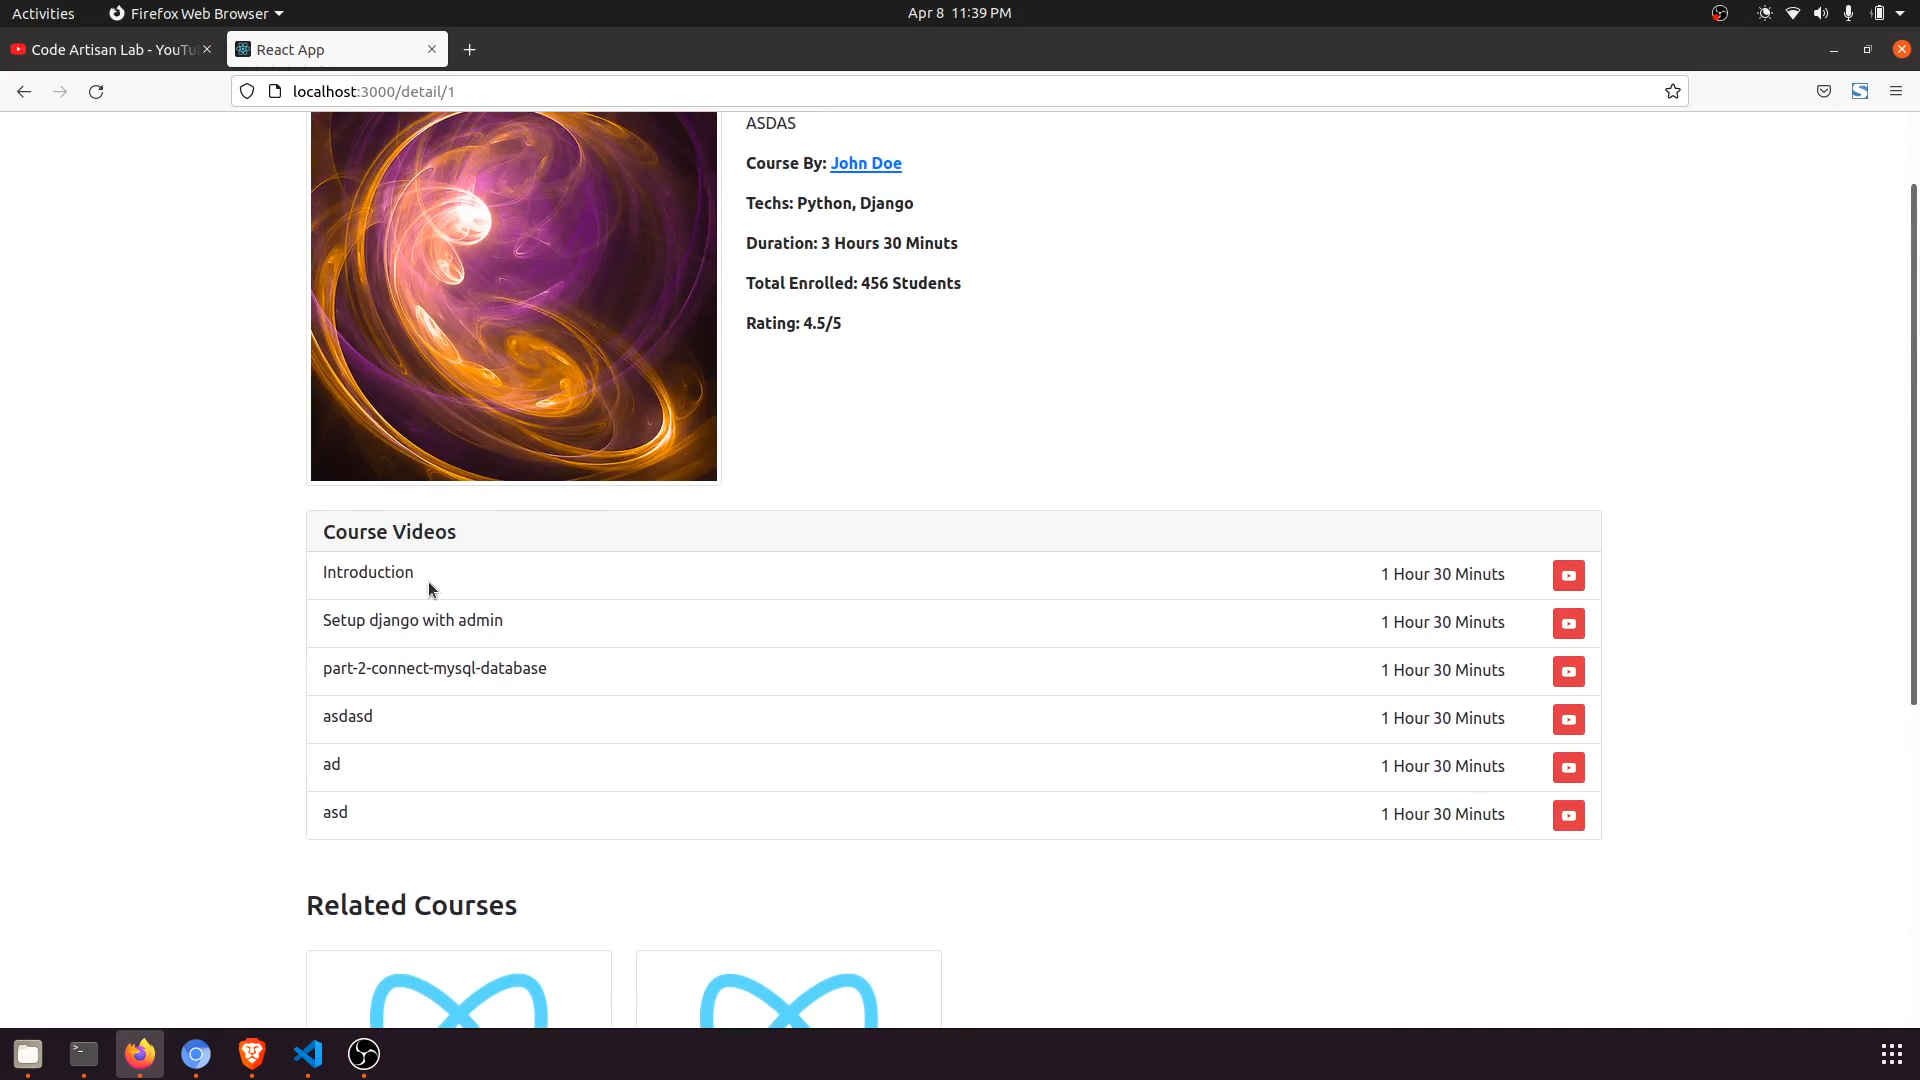 Activities
Firefox Web Browser
Apr 8 11:39 PM
Code Artisan Lab - YouTu
React App
localhost:3000/detail/1
ASDAS
Course By: John Doe
Techs: Python, Django
Duration: 3 Hours 30 Minuts
Total Enrolled: 456 Students
Rating: 4.5/5
Course Videos
Introduction
1 Hour 30 Minuts
Setup django with admin
1 Hour 30 Minuts
part-2-connect-mysql-database
1 Hour 30 Minuts
asdasd
1 Hour 30 Minuts
ad
1 Hour 30 Minuts
asd
1 Hour 30 Minuts
Related Courses